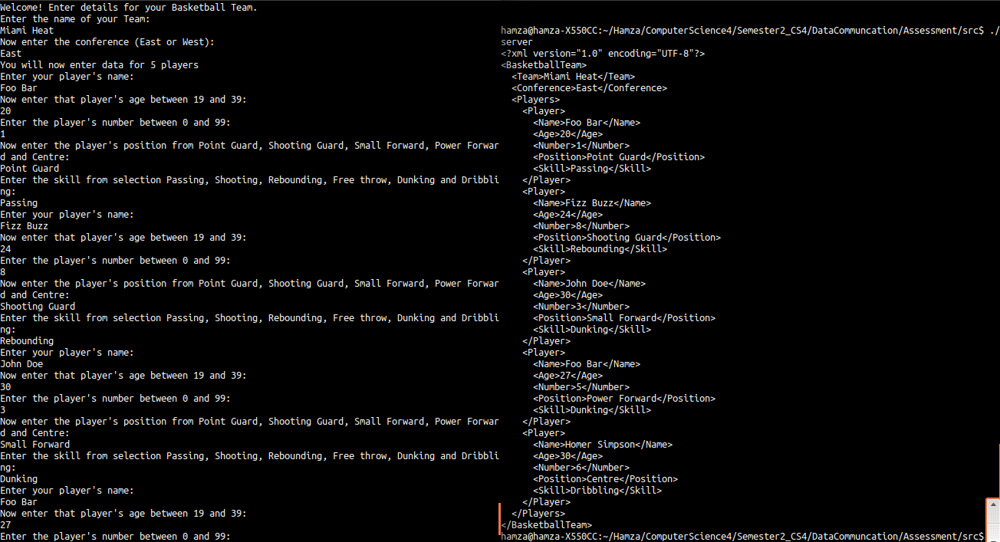 Welcome! Enter details for your Basketball Team.
Enter the name of your Team:
Miami Heat
Now enter the conference (East or West):
East
You will now enter data for 5 players
Enter your player's name:
Foo Bar
Now enter that player's age between 19 and 39:
20
Enter the player's number between 0 and 99:
1
Now enter the player's position from Point Guard, Shooting Guard, Small Forward, Power Forwar
d and Centre:
Point Guard
Enter the skill from selection Passing, Shooting, Rebounding, Free throw, Dunking and Dribbli
ng:
Passing
Enter your player's name:
Fizz Buzz
Now enter that player's age between 19 and 39:
24
Enter the player's number between 0 and 99:
8
Now enter the player's position from Point Guard, Shooting Guard, Small Forward, Power Forwar
d and Centre:
Shooting Guard
Enter the skill from selection Passing, Shooting, Rebounding, Free throw, Dunking and Dribbli
ng:
Rebounding
Enter your player's name:
John Doe
Now enter that player's age between 19 and 39:
30
Enter the player's number between 0 and 99:
3
Now enter the player's position from Point Guard, Shooting Guard, Small Forward, Power Forwar
d and Centre:
Small Forward
Enter the skill from selection Passing, Shooting, Rebounding, Free throw, Dunking and Dribbli
ng:
Dunking
Enter your player's name:
Foo Bar
Now enter that player's age between 19 and 39:
27
Enter the player's number between 0 and 99:
hamza@hamza-X550CC:~/Hamza/ComputerScience4/Semester2_CS4/DataCommuncation/Assessment/src$ ./
server
<?xml version="1.0" encoding="UTF-8"?>
<BasketballTeam>
  <Team>Miami Heat</Team>
  <Conference>East</Conference>
  <Players>
    <Player>
      <Name>Foo Bar</Name>
      <Age>20</Age>
      <Number>1</Number>
      <Position>Point Guard</Position>
      <Skill>Passing</Skill>
    </Player>
    <Player>
      <Name>Fizz Buzz</Name>
      <Age>24</Age>
      <Number>8</Number>
      <Position>Shooting Guard</Position>
      <Skill>Rebounding</Skill>
    </Player>
    <Player>
      <Name>John Doe</Name>
      <Age>30</Age>
      <Number>3</Number>
      <Position>Small Forward</Position>
      <Skill>Dunking</Skill>
    </Player>
    <Player>
      <Name>Foo Bar</Name>
      <Age>27</Age>
      <Number>5</Number>
      <Position>Power Forward</Position>
      <Skill>Dunking</Skill>
    </Player>
    <Player>
      <Name>Homer Simpson</Name>
      <Age>30</Age>
      <Number>6</Number>
      <Position>Centre</Position>
      <Skill>Dribbling</Skill>
    </Player>
  </Players>
</BasketballTeam>
hamza@hamza-X550CC:~/Hamza/ComputerScience4/Semester2_CS4/DataCommuncation/Assessment/src$